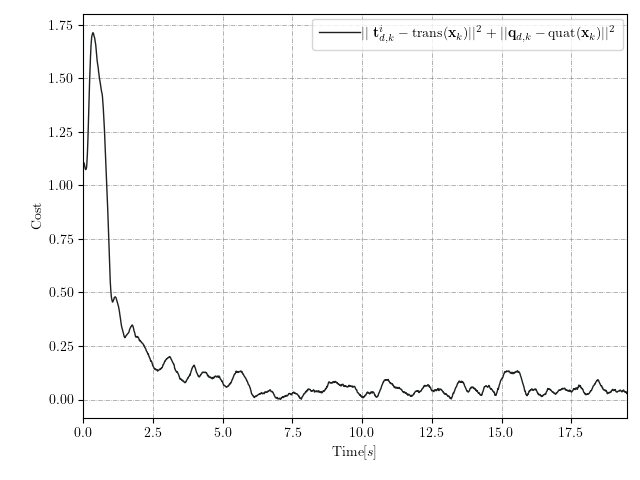 || t^i_{d,k} − trans(x_k)||^2 + ||q_{d,k} − quat(x_k)||^2
1.75
1.50
1.25
1.00
0.75
0.50
0.25
0.00
Cost
0.0 2.5 5.0 7.5 10.0 12.5 15.0 17.5
Time[s]